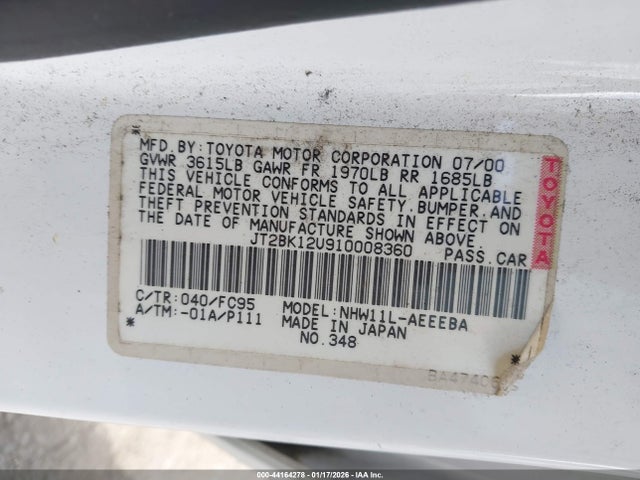 MFD. BY: TOYOTA MOTOR CORPORATION 07/00
GVWR 3615LB GAWR FR 1970LB RR 1685LB
THIS VEHICLE CONFORMS TO ALL APPLICABLE
FEDERAL MOTOR VEHICLE SAFETY, BUMPER, AND
THEFT PREVENTION STANDARDS IN EFFECT ON
THE DATE OF MANUFACTURE SHOWN ABOVE.
JT2BK12U910008360 PASS. CAR
TOYOTA
C/TR: 040/FC95 MODEL: NHW11L-AEEEBA
A/TM: -01A/P111 MADE IN JAPAN
* NO. 348 *
000-44164278 - 01/17/2026 - IAA Inc.